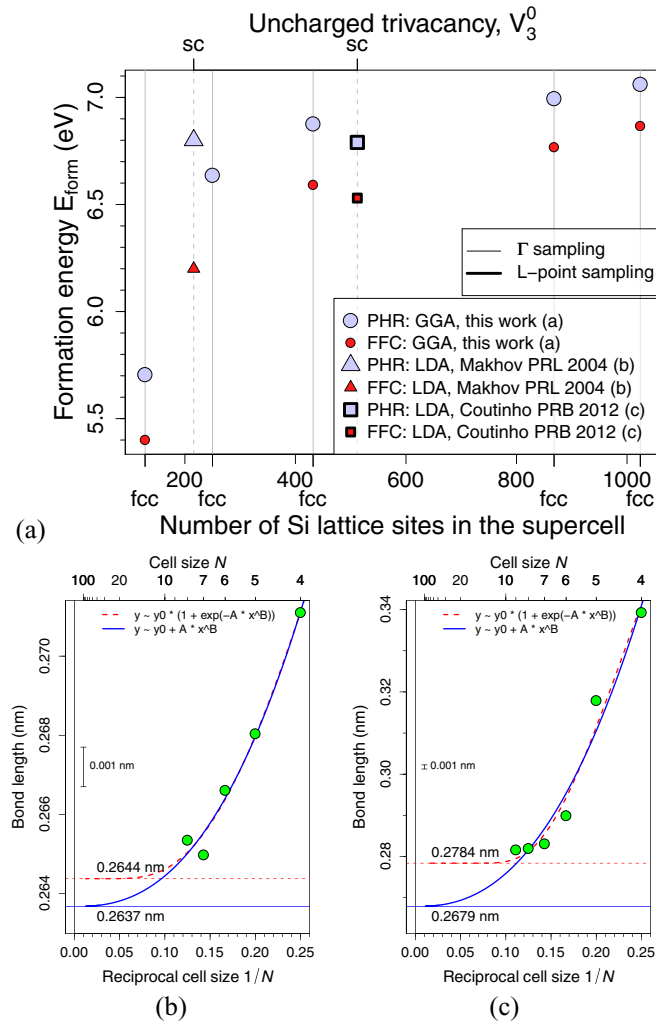 Uncharged trivacancy, V₃⁰
sc sc
Formation energy E_form (eV)
7.0
6.5
6.0
5.5
Γ sampling
L-point sampling
PHR: GGA, this work (a)
FFC: GGA, this work (a)
PHR: LDA, Makhov PRL 2004 (b)
FFC: LDA, Makhov PRL 2004 (b)
PHR: LDA, Coutinho PRB 2012 (c)
FFC: LDA, Coutinho PRB 2012 (c)
200 400 600 800 1000
fcc fcc fcc fcc fcc
(a) Number of Si lattice sites in the supercell
Cell size N
100 20 10 8 7 6 5 4
y ~ y0 * (1 + exp(-A * x^B))
y ~ y0 + A * x^B
Bond length (nm)
0.270
0.268
0.266
0.264
0.001 nm
0.2644 nm
0.2637 nm
0.00 0.05 0.10 0.15 0.20 0.25
Reciprocal cell size 1/N
(b)
Cell size N
100 20 10 8 7 6 5 4
y ~ y0 * (1 + exp(-A * x^B))
y ~ y0 + A * x^B
Bond length (nm)
0.34
0.32
0.30
0.28
0.001 nm
0.2784 nm
0.2679 nm
0.00 0.05 0.10 0.15 0.20 0.25
Reciprocal cell size 1/N
(c)